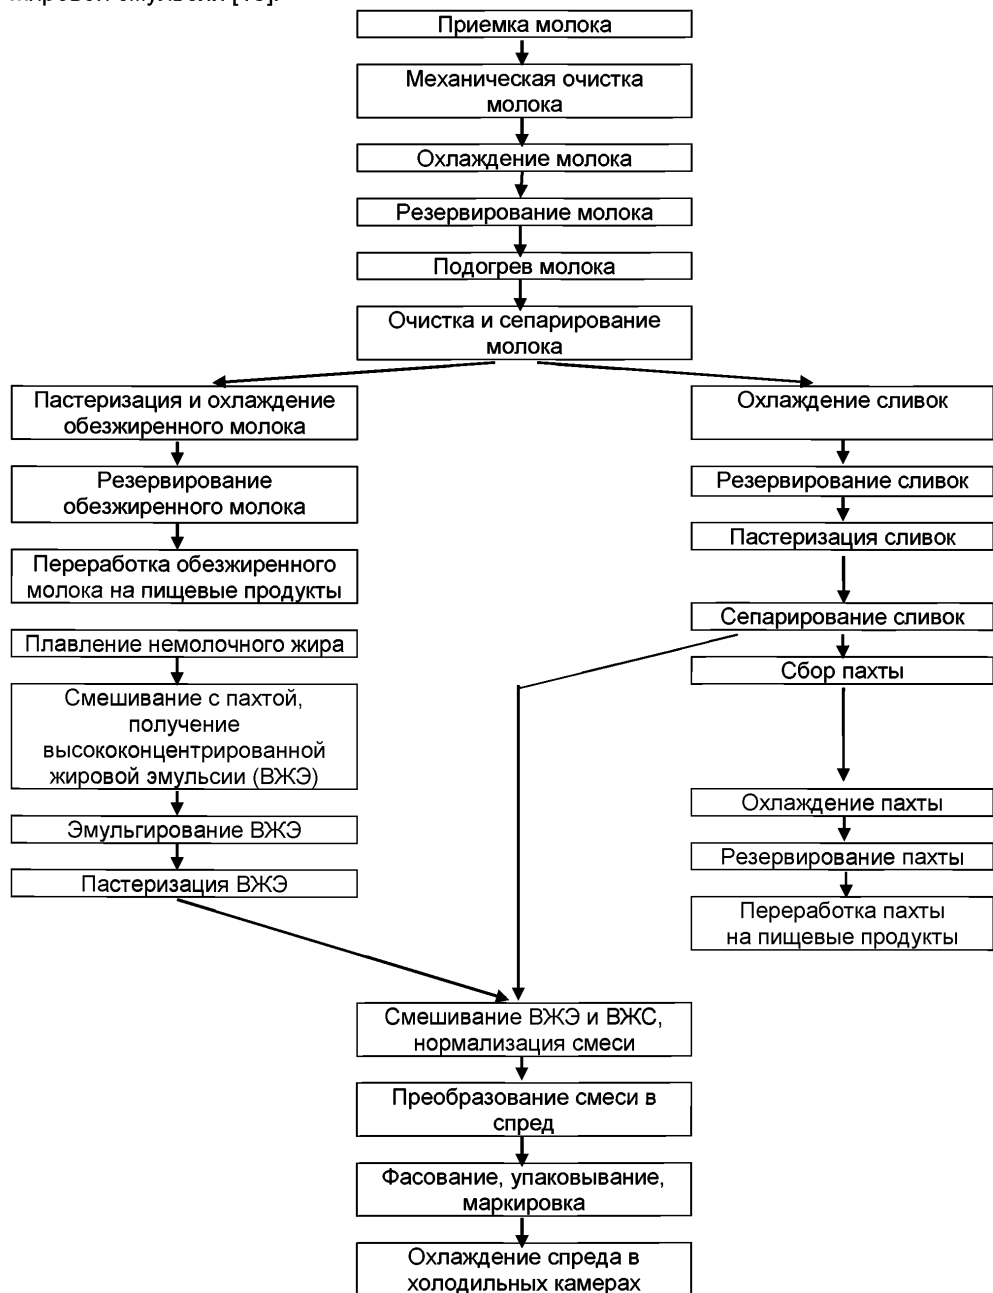 жировой эмульсии [13].
Приемка молока
Механическая очистка
молока
Охлаждение молока
Резервирование молока
Подогрев молока
Очистка и сепарирование
молока
Пастеризация и охлаждение
обезжиренного молока
Резервирование
обезжиренного молока
Переработка обезжиренного
молока на пищевые продукты
Плавление немолочного жира
Смешивание с пахтой,
получение
высококонцентрированной
жировой эмульсии (ВЖЭ)
Эмульгирование ВЖЭ
Пастеризация ВЖЭ
Охлаждение сливок
Резервирование сливок
Пастеризация сливок
Сепарирование сливок
Сбор пахты
Охлаждение пахты
Резервирование пахты
Переработка пахты
на пищевые продукты
Смешивание ВЖЭ и ВЖС,
нормализация смеси
Преобразование смеси в
спред
Фасование, упаковывание,
маркировка
Охлаждение спреда в
холодильных камерах